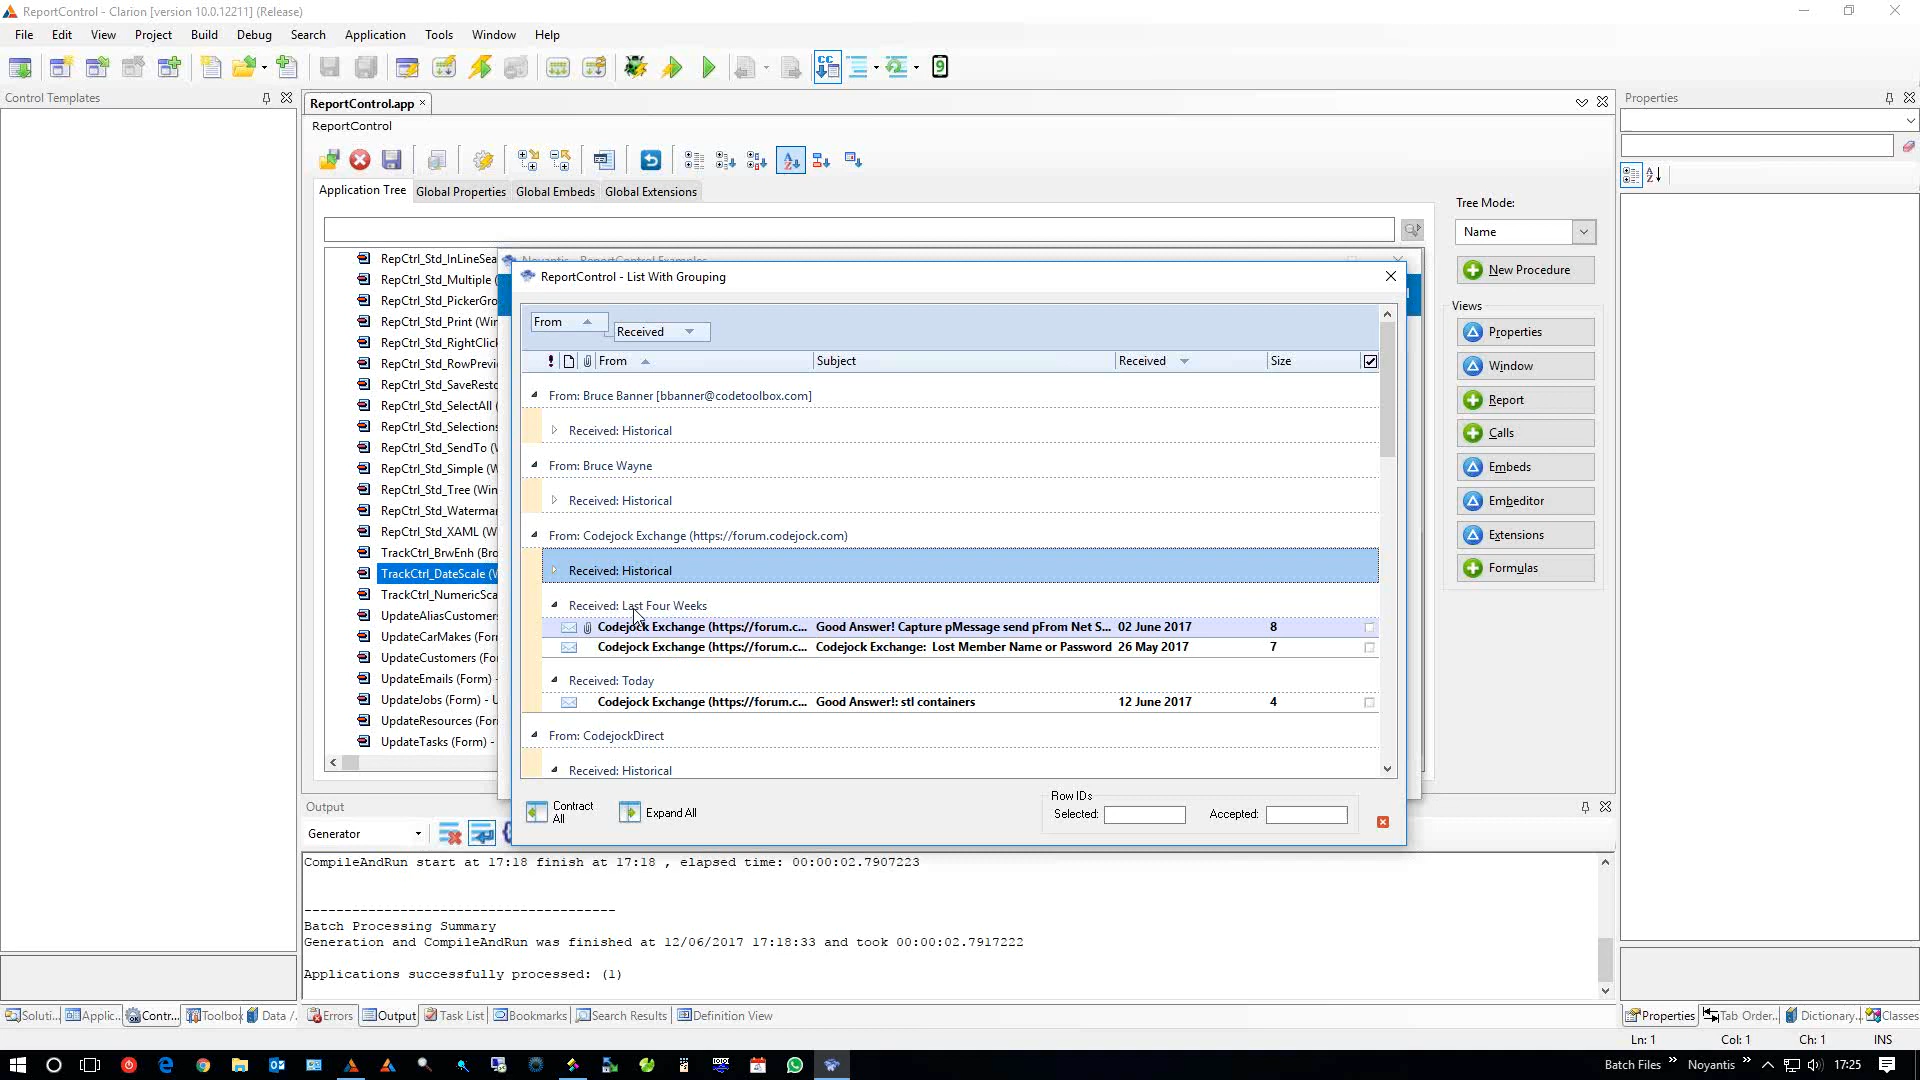 ReportControl - Clarion [version 10.0.12211] (Release)
File Edit View Project Build Debug Search Application Tools Window Help
Control Templates
ReportControl.app
ReportControl
Application Tree Global Properties Global Embeds Global Extensions
RepCtrl_Std_InLineSea
RepCtrl_Std_Multiple (
RepCtrl_Std_PickerGro
RepCtrl_Std_Print (Win
RepCtrl_Std_RightClick
RepCtrl_Std_RowPrevi
RepCtrl_Std_SaveResto
RepCtrl_Std_SelectAll (
RepCtrl_Std_Selections
RepCtrl_Std_SendTo (W
RepCtrl_Std_Simple (W
RepCtrl_Std_Tree (Win
RepCtrl_Std_Watermar
RepCtrl_Std_XAML (W
TrackCtrl_BrwEnh (Bro
TrackCtrl_DateScale (W
TrackCtrl_NumericSca
UpdateAliasCustomers
UpdateCarMakes (For
UpdateCustomers (Fo
UpdateEmails (Form) -
UpdateJobs (Form) - U
UpdateResources (For
UpdateTasks (Form) -
Noyantis - ReportControl Examples
ReportControl - List With Grouping
From
Received
From Subject Received Size
From: Bruce Banner [bbanner@codetoolbox.com]
Received: Historical
From: Bruce Wayne
Received: Historical
From: Codejock Exchange (https://forum.codejock.com)
Received: Historical
Received: Last Four Weeks
Codejock Exchange (https://forum.c... Good Answer! Capture pMessage send pFrom Net S... 02 June 2017 8
Codejock Exchange (https://forum.c... Codejock Exchange: Lost Member Name or Password 26 May 2017 7
Received: Today
Codejock Exchange (https://forum.c... Good Answer!: stl containers 12 June 2017 4
From: CodejockDirect
Received: Historical
Contract All
Expand All
Row IDs
Selected:
Accepted:
Tree Mode:
Name
New Procedure
Views
Properties
Window
Report
Calls
Embeds
Embeditor
Extensions
Formulas
Properties
Output
Generator
CompileAndRun start at 17:18 finish at 17:18 , elapsed time: 00:00:02.7907223
---------------------------------------
Batch Processing Summary
Generation and CompileAndRun was finished at 12/06/2017 17:18:33 and took 00:00:02.7917222
Applications successfully processed: (1)
Soluti... Applic... Contr... Toolbox Data /...
Errors Output Task List Bookmarks Search Results Definition View
Properties Tab Order... Dictionary... Classes
Ln: 1 Col: 1 Ch: 1 INS
Batch Files Noyantis 17:25